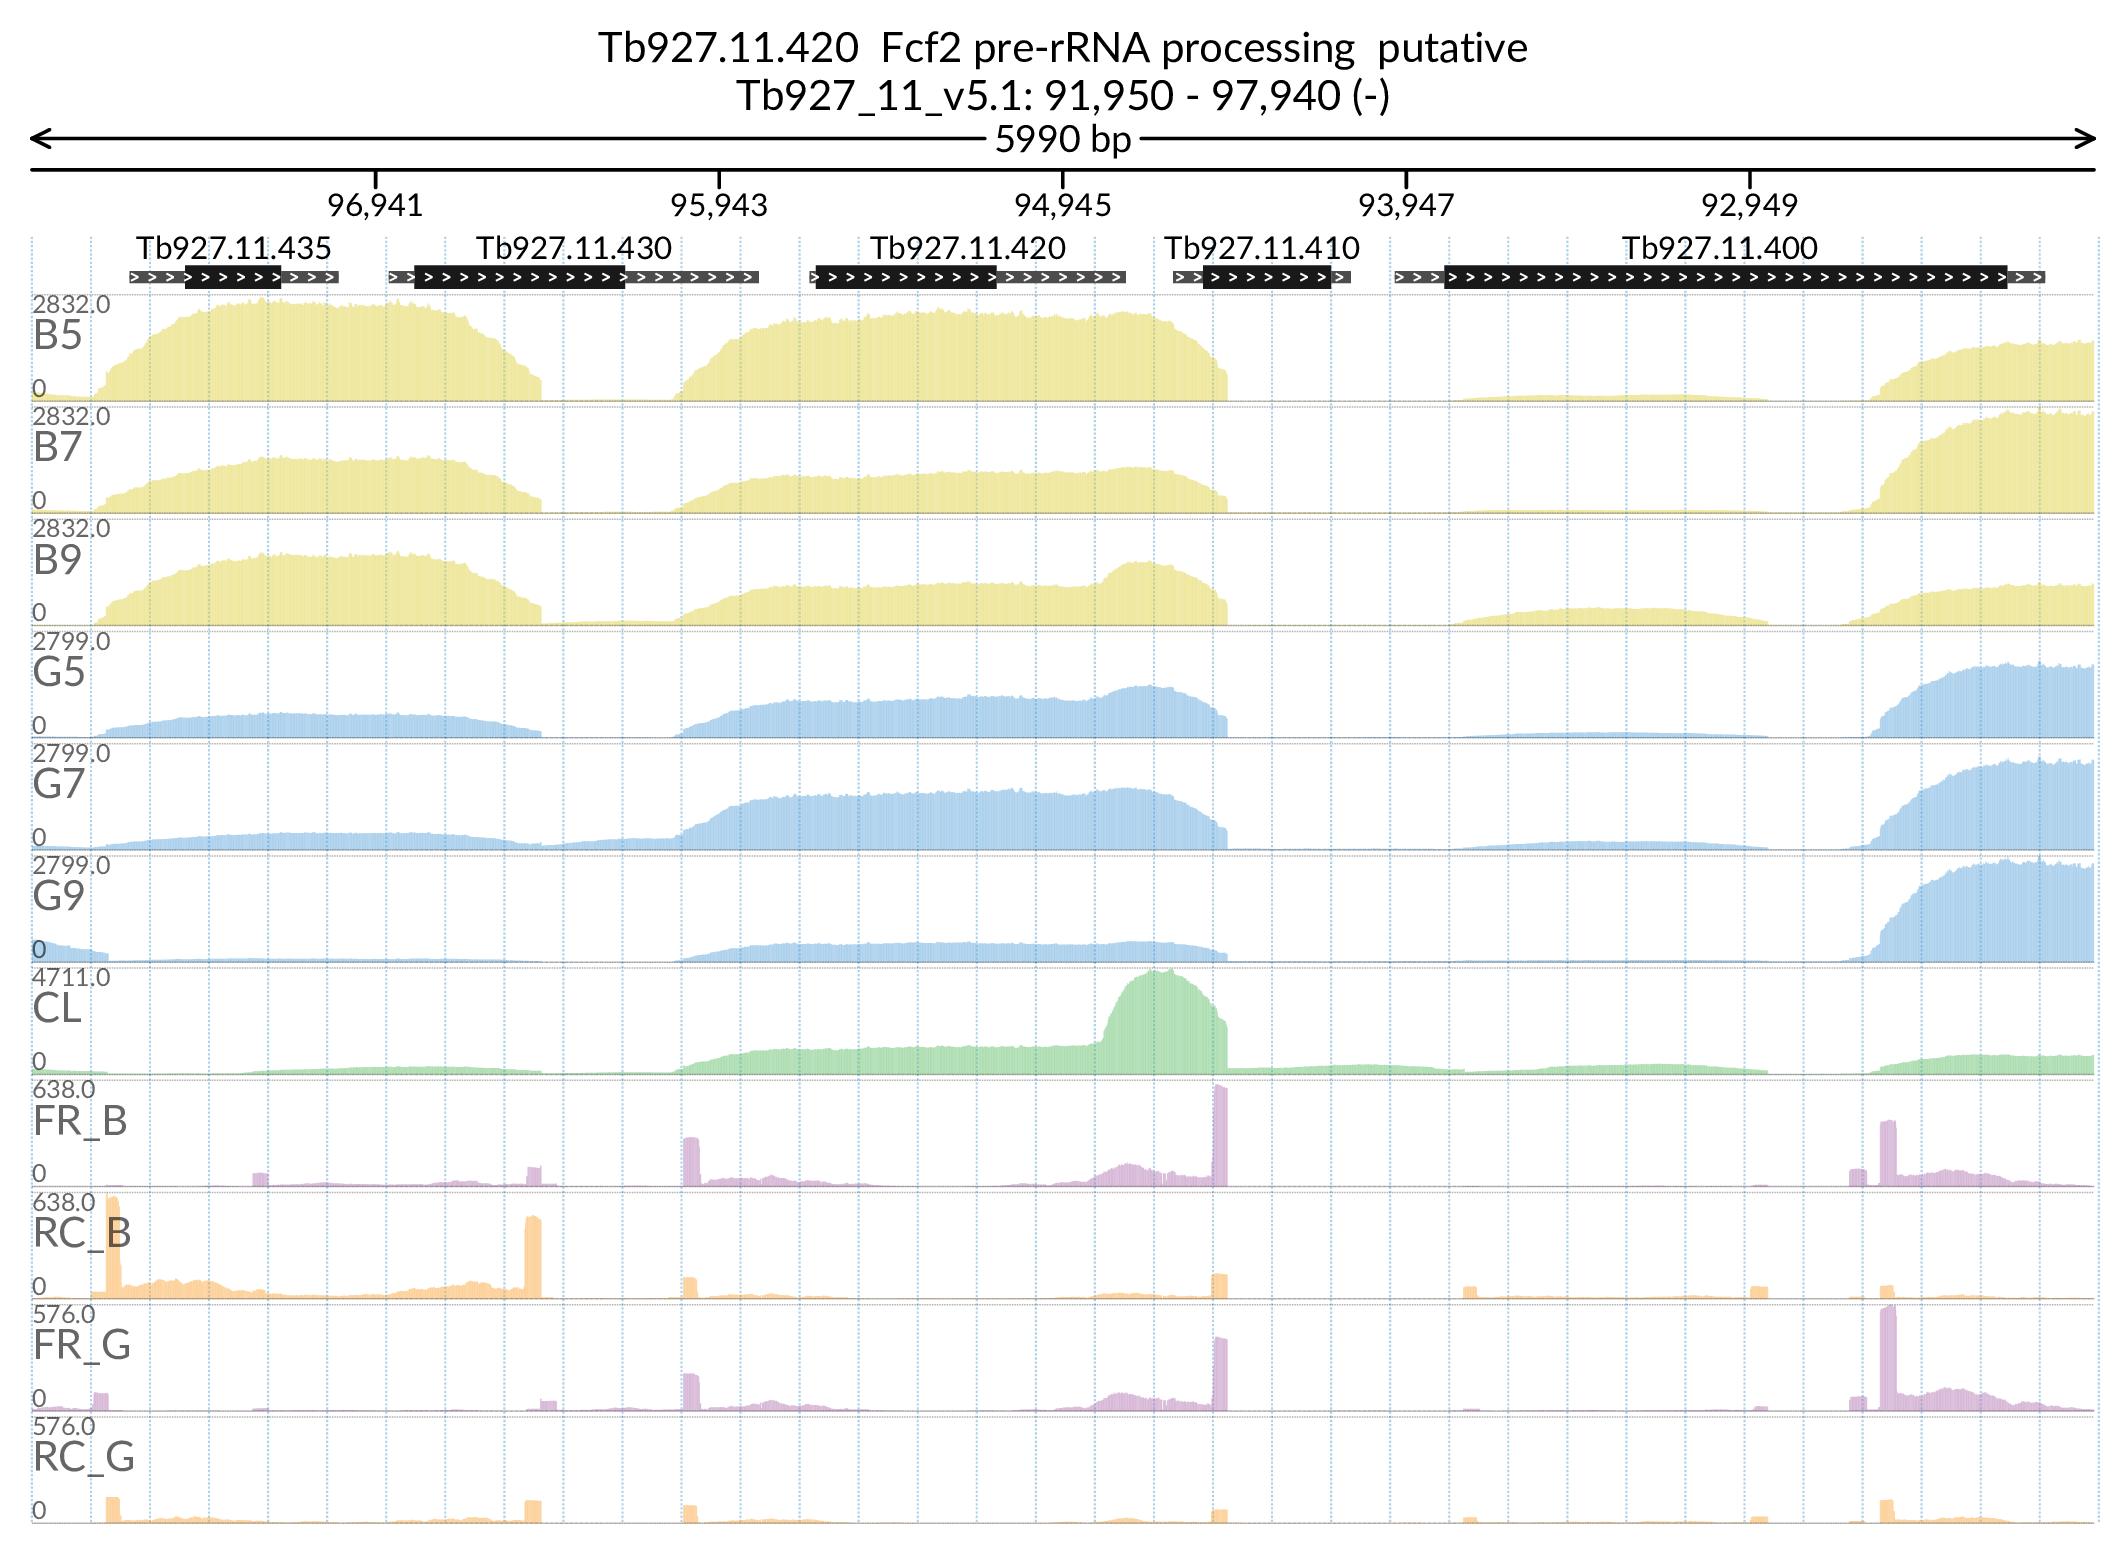 Tb927.11.420 Fcf2 pre-rRNA processing putative
Tb927_11_v5.1: 91,950 - 97,940 (-)
5990 bp
96,941 95,943 94,945 93,947 92,949
Tb927.11.435 Tb927.11.430 Tb927.11.420 Tb927.11.410 Tb927.11.400
2832.0
B5
0
2832.0
B7
0
2832.0
B9
0
2799.0
G5
0
2799.0
G7
0
2799.0
G9
0
4711.0
CL
0
638.0
FR_B
0
638.0
RC_B
0
576.0
FR_G
0
576.0
RC_G
0